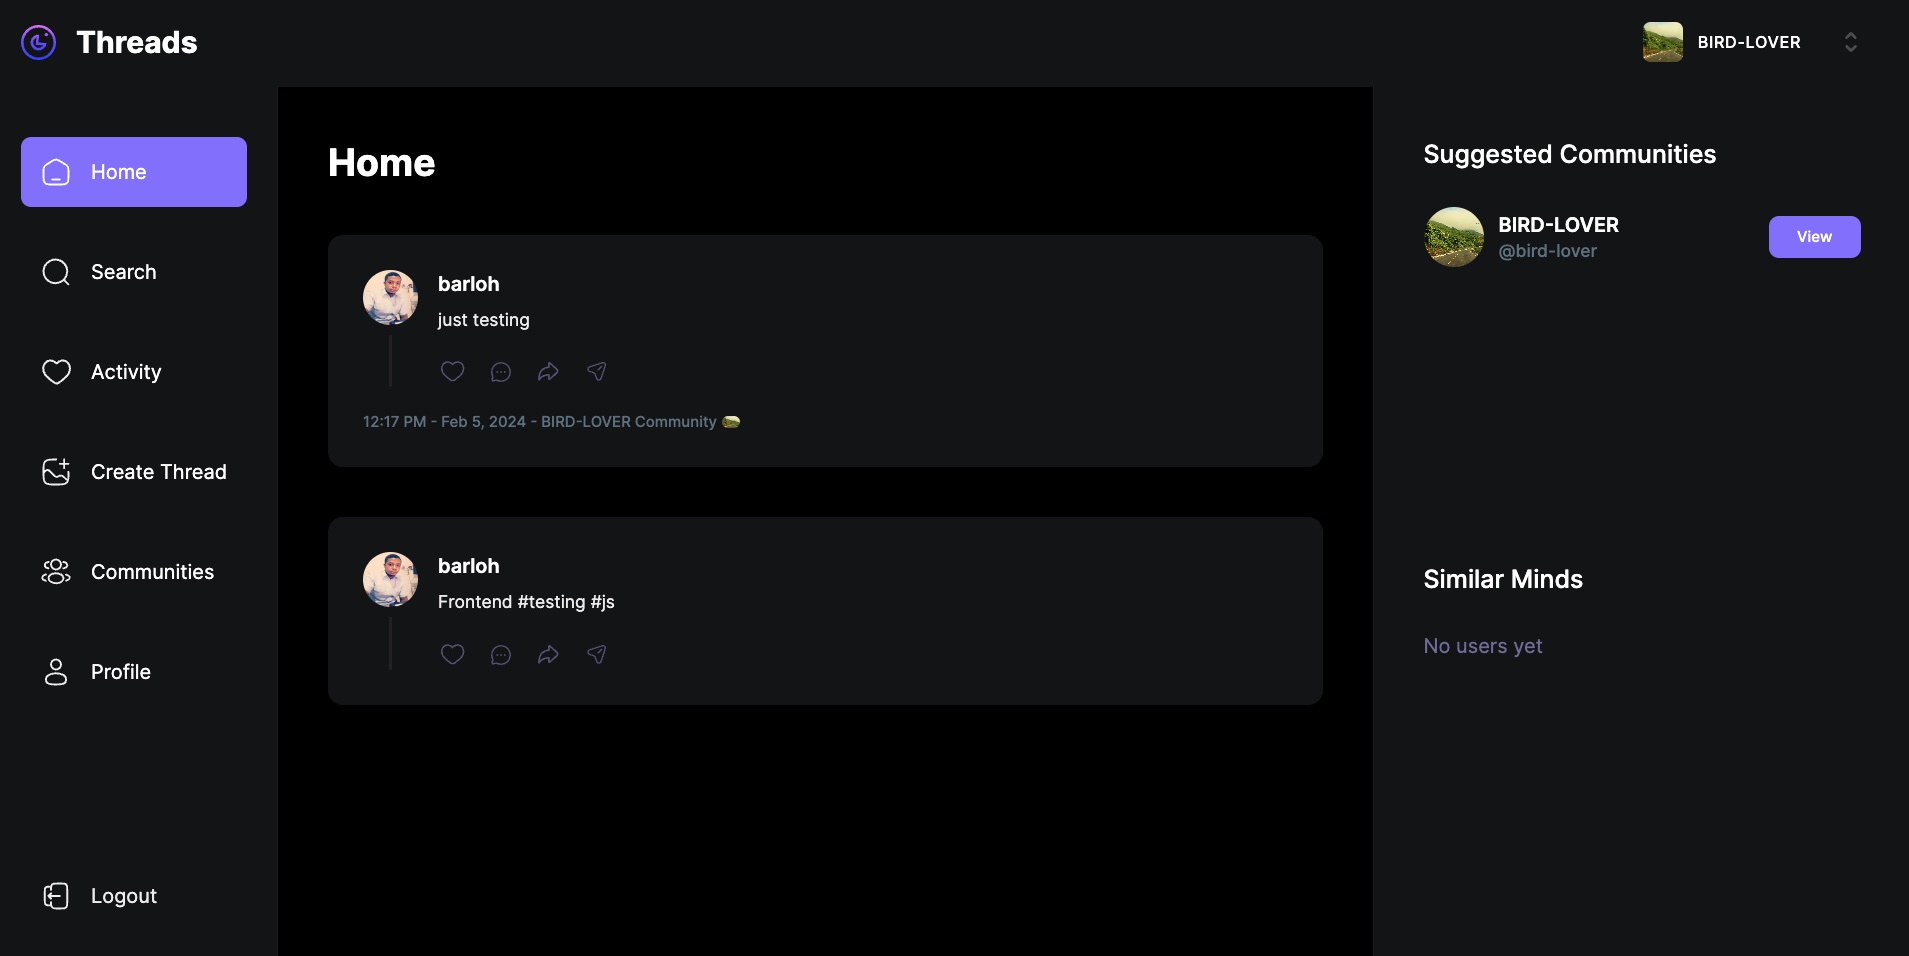 Threads
BIRD-LOVER
Home
Search
Activity
Create Thread
Communities
Profile
Logout
Home
barloh
just testing
12:17 PM - Feb 5, 2024 - BIRD-LOVER Community
barloh
Frontend #testing #js
Suggested Communities
BIRD-LOVER
@bird-lover
View
Similar Minds
No users yet